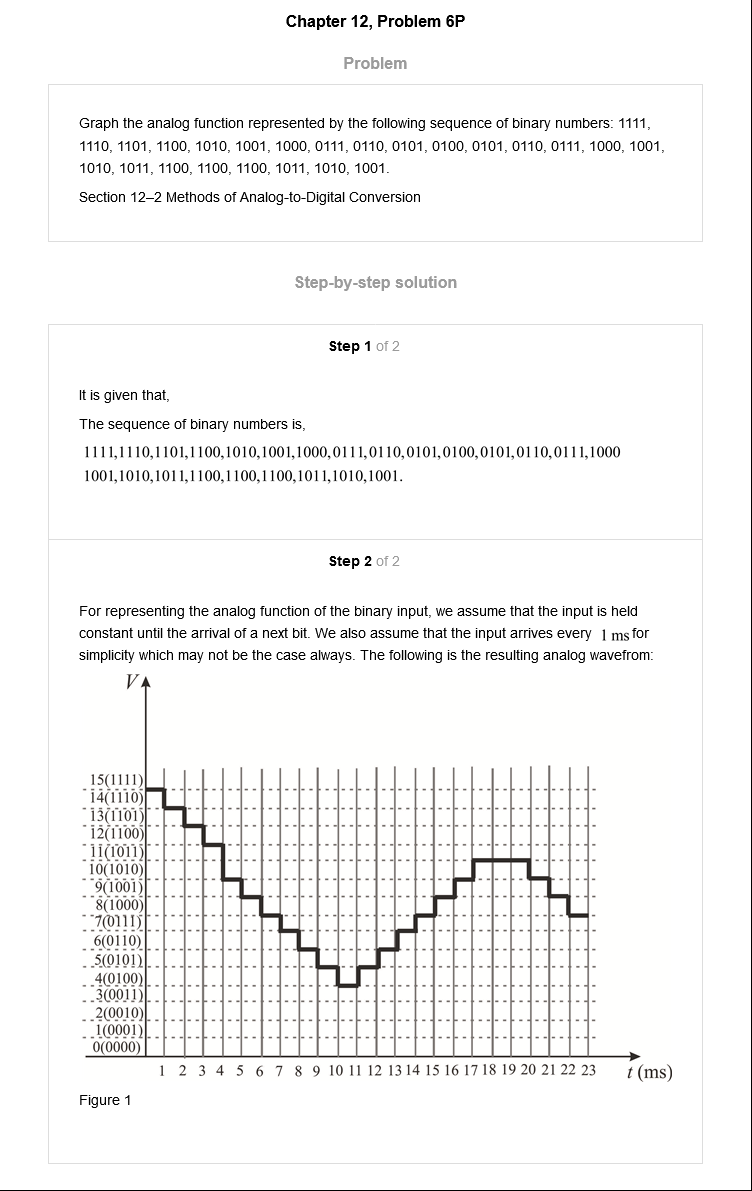 Chapter 12, Problem 6P
Problem
Graph the analog function represented by the following sequence of binary numbers: 1111,
1110, 1101, 1100, 1010, 1001, 1000, 0111, 0110, 0101, 0100, 0101, 0110, 0111, 1000, 1001,
1010, 1011, 1100, 1100, 1100, 1011, 1010, 1001.
Section 12–2 Methods of Analog-to-Digital Conversion
Step-by-step solution
Step 1 of 2
It is given that,
The sequence of binary numbers is,
1111,1110,1101,1100,1010,1001,1000,0111,0110,0101,0100,0101,0110,0111,1000
1001,1010,1011,1100,1100,1100,1011,1010,1001.
Step 2 of 2
For representing the analog function of the binary input, we assume that the input is held
constant until the arrival of a next bit. We also assume that the input arrives every 1 ms for
simplicity which may not be the case always. The following is the resulting analog wavefrom:
V
15(1111)
14(1110)
13(1101)
12(1100)
11(1011)
10(1010)
9(1001)
8(1000)
7(0111)
6(0110)
5(0101)
4(0100)
3(0011)
2(0010)
1(0001)
0(0000)
1 2 3 4 5 6 7 8 9 10 11 12 13 14 15 16 17 18 19 20 21 22 23 t (ms)
Figure 1